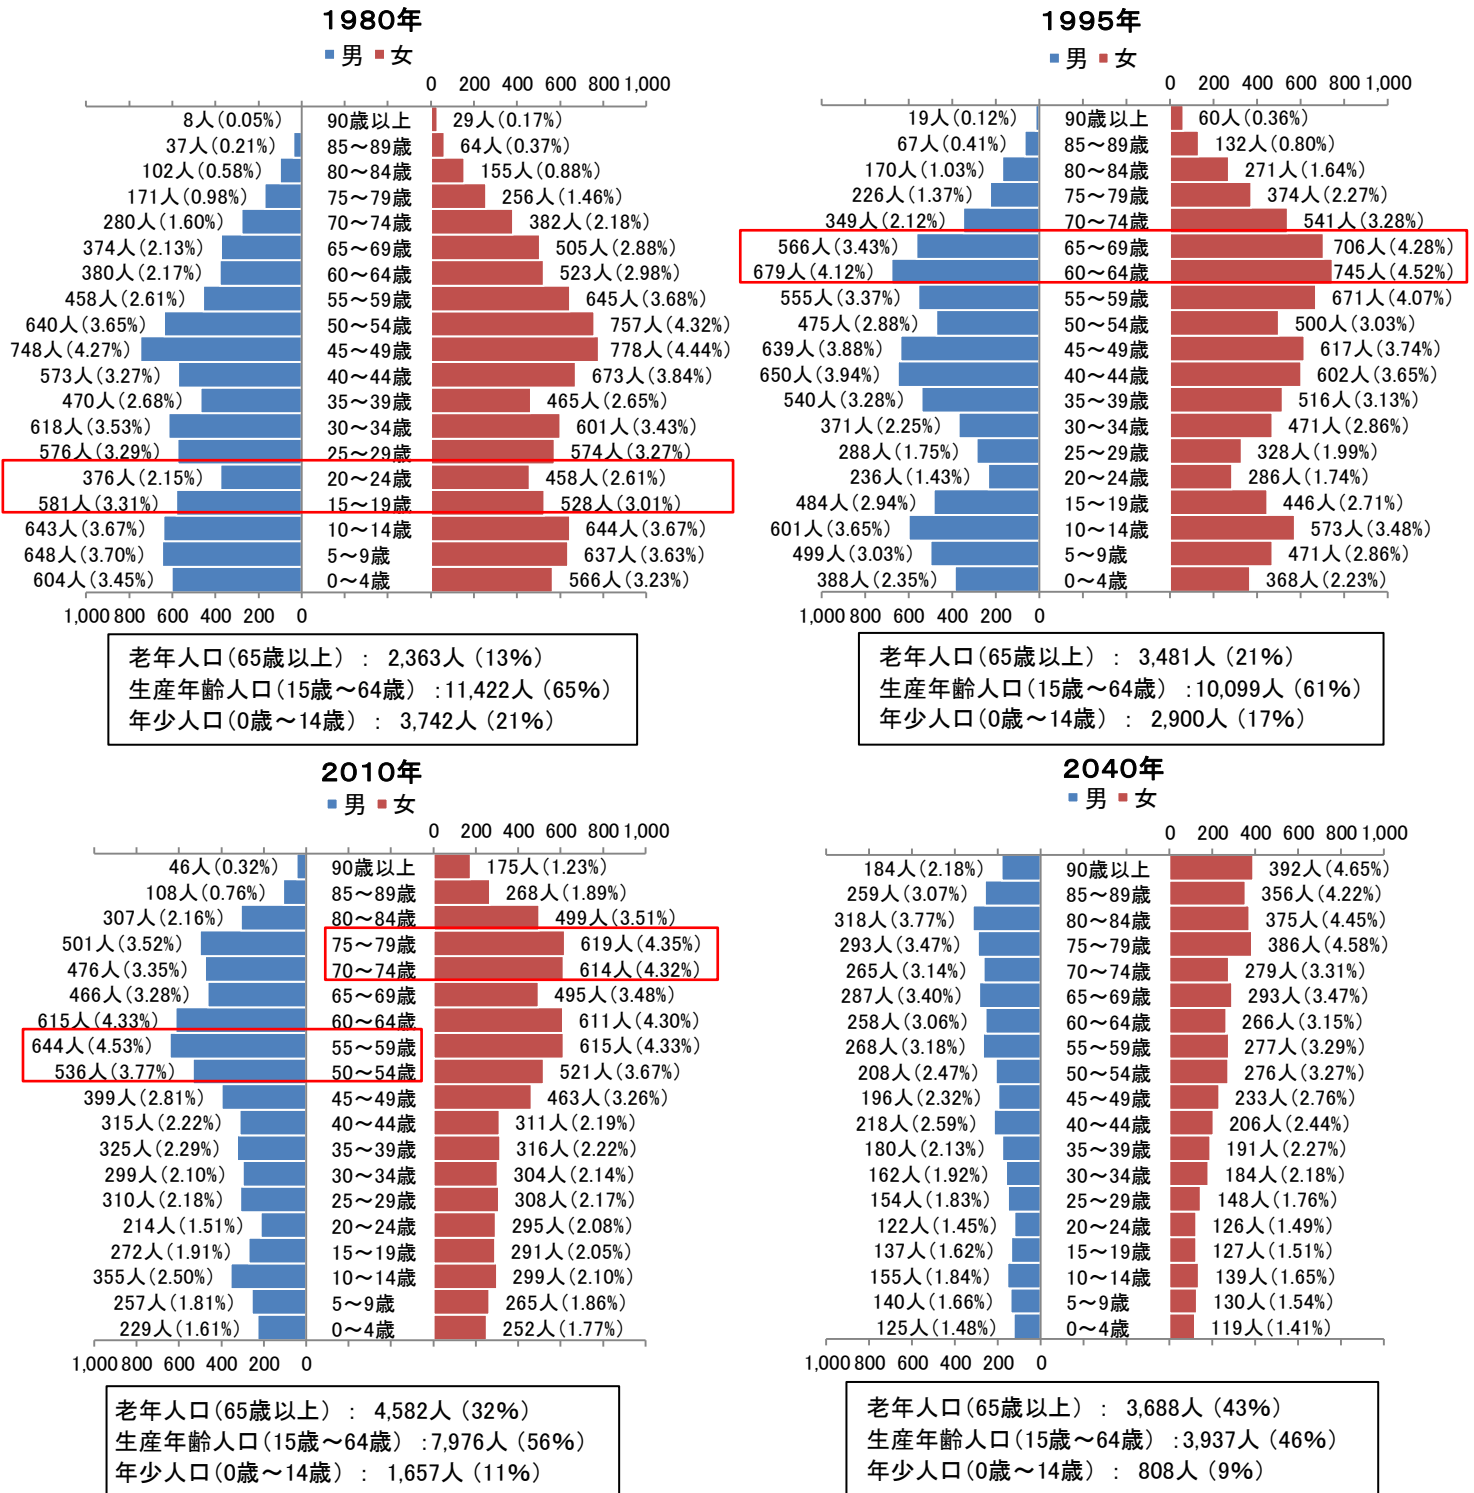 1980年
男 女
0 200 400 600 800 1,000
8人(0.05%) 90歳以上 29人(0.17%)
37人(0.21%) 85～89歳 64人(0.37%)
102人(0.58%) 80～84歳 155人(0.88%)
171人(0.98%) 75～79歳 256人(1.46%)
280人(1.60%) 70～74歳 382人(2.18%)
374人(2.13%) 65～69歳 505人(2.88%)
380人(2.17%) 60～64歳 523人(2.98%)
458人(2.61%) 55～59歳 645人(3.68%)
640人(3.65%) 50～54歳 757人(4.32%)
748人(4.27%) 45～49歳 778人(4.44%)
573人(3.27%) 40～44歳 673人(3.84%)
470人(2.68%) 35～39歳 465人(2.65%)
618人(3.53%) 30～34歳 601人(3.43%)
576人(3.29%) 25～29歳 574人(3.27%)
376人(2.15%) 20～24歳 458人(2.61%)
581人(3.31%) 15～19歳 528人(3.01%)
643人(3.67%) 10～14歳 644人(3.67%)
648人(3.70%) 5～9歳 637人(3.63%)
604人(3.45%) 0～4歳 566人(3.23%)
1,000 800 600 400 200 0
老年人口(65歳以上) : 2,363人 (13%)
生産年齢人口(15歳～64歳) :11,422人 (65%)
年少人口(0歳～14歳) : 3,742人 (21%)
1995年
男 女
0 200 400 600 800 1,000
19人(0.12%) 90歳以上 60人(0.36%)
67人(0.41%) 85～89歳 132人(0.80%)
170人(1.03%) 80～84歳 271人(1.64%)
226人(1.37%) 75～79歳 374人(2.27%)
349人(2.12%) 70～74歳 541人(3.28%)
566人(3.43%) 65～69歳 706人(4.28%)
679人(4.12%) 60～64歳 745人(4.52%)
555人(3.37%) 55～59歳 671人(4.07%)
475人(2.88%) 50～54歳 500人(3.03%)
639人(3.88%) 45～49歳 617人(3.74%)
650人(3.94%) 40～44歳 602人(3.65%)
540人(3.28%) 35～39歳 516人(3.13%)
371人(2.25%) 30～34歳 471人(2.86%)
288人(1.75%) 25～29歳 328人(1.99%)
236人(1.43%) 20～24歳 286人(1.74%)
484人(2.94%) 15～19歳 446人(2.71%)
601人(3.65%) 10～14歳 573人(3.48%)
499人(3.03%) 5～9歳 471人(2.86%)
388人(2.35%) 0～4歳 368人(2.23%)
1,000 800 600 400 200 0
老年人口(65歳以上) : 3,481人 (21%)
生産年齢人口(15歳～64歳) :10,099人 (61%)
年少人口(0歳～14歳) : 2,900人 (17%)
2010年
男 女
0 200 400 600 800 1,000
46人(0.32%) 90歳以上 175人(1.23%)
108人(0.76%) 85～89歳 268人(1.89%)
307人(2.16%) 80～84歳 499人(3.51%)
501人(3.52%) 75～79歳 619人(4.35%)
476人(3.35%) 70～74歳 614人(4.32%)
466人(3.28%) 65～69歳 495人(3.48%)
615人(4.33%) 60～64歳 611人(4.30%)
644人(4.53%) 55～59歳 615人(4.33%)
536人(3.77%) 50～54歳 521人(3.67%)
399人(2.81%) 45～49歳 463人(3.26%)
315人(2.22%) 40～44歳 311人(2.19%)
325人(2.29%) 35～39歳 316人(2.22%)
299人(2.10%) 30～34歳 304人(2.14%)
310人(2.18%) 25～29歳 308人(2.17%)
214人(1.51%) 20～24歳 295人(2.08%)
272人(1.91%) 15～19歳 291人(2.05%)
355人(2.50%) 10～14歳 299人(2.10%)
257人(1.81%) 5～9歳 265人(1.86%)
229人(1.61%) 0～4歳 252人(1.77%)
1,000 800 600 400 200 0
老年人口(65歳以上) : 4,582人 (32%)
生産年齢人口(15歳～64歳) :7,976人 (56%)
年少人口(0歳～14歳) : 1,657人 (11%)
2040年
男 女
0 200 400 600 800 1,000
184人(2.18%) 90歳以上 392人(4.65%)
259人(3.07%) 85～89歳 356人(4.22%)
318人(3.77%) 80～84歳 375人(4.45%)
293人(3.47%) 75～79歳 386人(4.58%)
265人(3.14%) 70～74歳 279人(3.31%)
287人(3.40%) 65～69歳 293人(3.47%)
258人(3.06%) 60～64歳 266人(3.15%)
268人(3.18%) 55～59歳 277人(3.29%)
208人(2.47%) 50～54歳 276人(3.27%)
196人(2.32%) 45～49歳 233人(2.76%)
218人(2.59%) 40～44歳 206人(2.44%)
180人(2.13%) 35～39歳 191人(2.27%)
162人(1.92%) 30～34歳 184人(2.18%)
154人(1.83%) 25～29歳 148人(1.76%)
122人(1.45%) 20～24歳 126人(1.49%)
137人(1.62%) 15～19歳 127人(1.51%)
155人(1.84%) 10～14歳 139人(1.65%)
140人(1.66%) 5～9歳 130人(1.54%)
125人(1.48%) 0～4歳 119人(1.41%)
1,000 800 600 400 200 0
老年人口(65歳以上) : 3,688人 (43%)
生産年齢人口(15歳～64歳) :3,937人 (46%)
年少人口(0歳～14歳) : 808人 (9%)